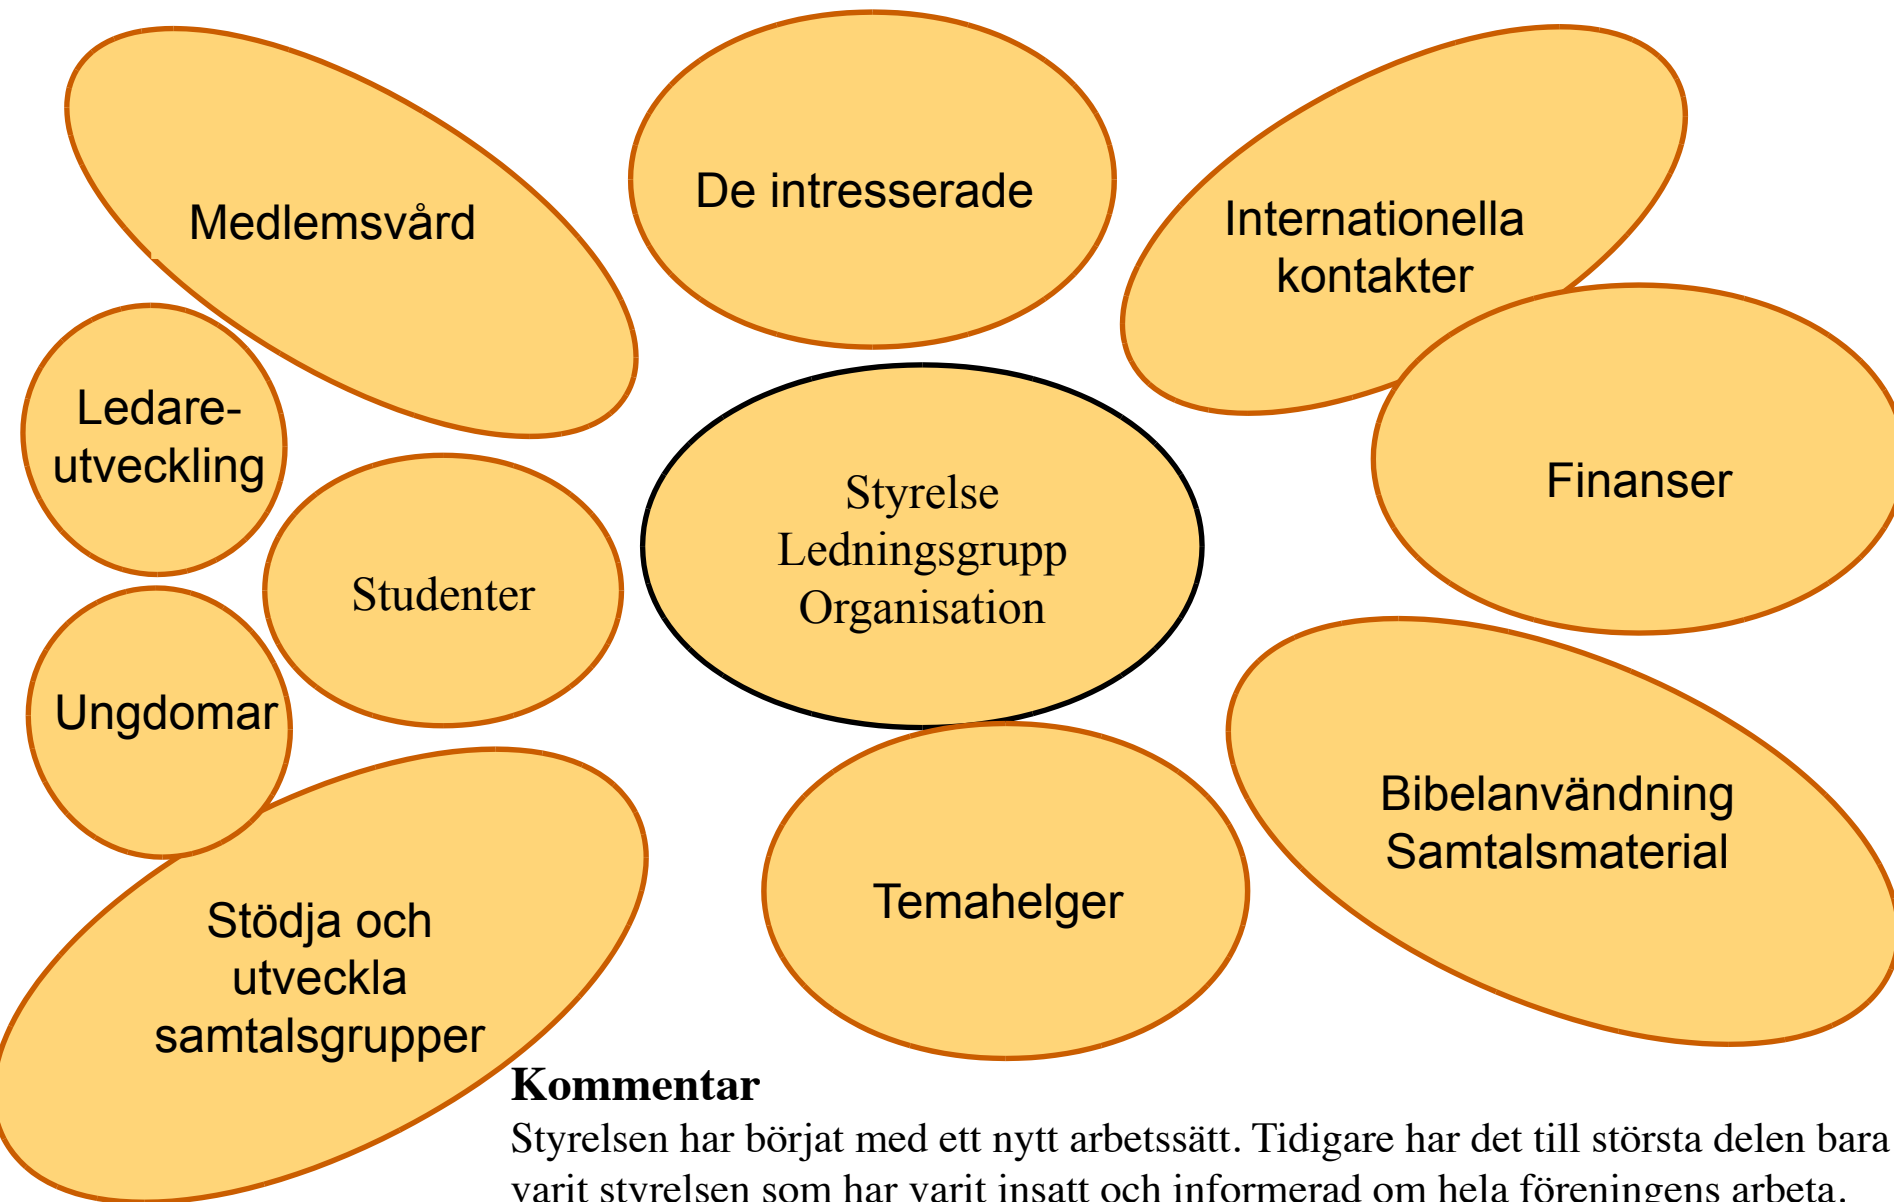 De intresserade
Medlemsvård
Internationella
kontakter
Ledare-
utveckling
Styrelse
Ledningsgrupp
Organisation
Finanser
Studenter
Ungdomar
Bibelanvändning
Samtalsmaterial
Temahelger
Stödja och
utveckla
samtalsgrupper
Kommentar
Styrelsen har börjat med ett nytt arbetssätt. Tidigare har det till största delen bara
varit styrelsen som har varit insatt och informerad om hela föreningens arbeta.